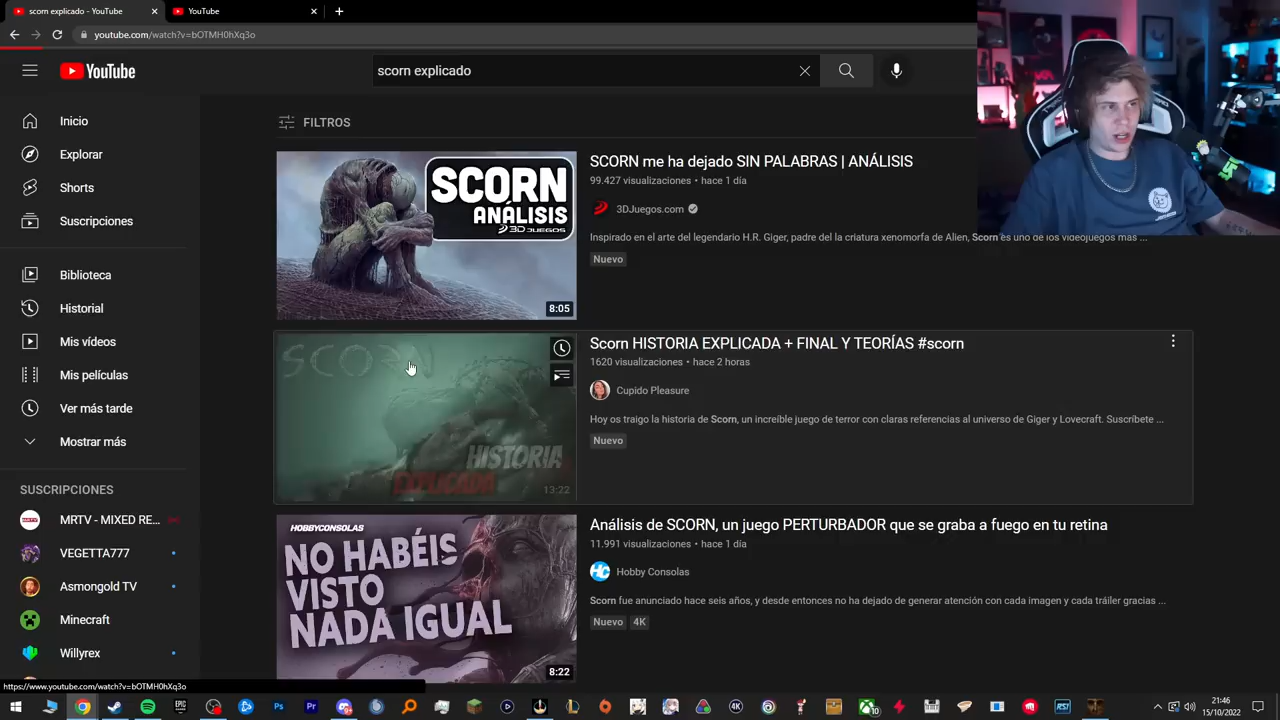 scorn explicado - YouTube
YouTube
youtube.com/watch?v=bOTMH0hXq3o
YouTube
scorn explicado
Inicio
Explorar
Shorts
Suscripciones
Biblioteca
Historial
Mis vídeos
Mis películas
Ver más tarde
Mostrar más
SUSCRIPCIONES
MRTV - MIXED RE...
VEGETTA777
Asmongold TV
Minecraft
Willyrex
FILTROS
SCORN
ANÁLISIS
3DJUEGOS
8:05
SCORN me ha dejado SIN PALABRAS | ANÁLISIS
99.427 visualizaciones • hace 1 día
3DJuegos.com
Inspirado en el arte del legendario H.R. Giger, padre del la criatura xenomorfa de Alien, Scorn es uno de los videojuegos más ...
Nuevo
SCORN
HISTORIA
EXPLICADA
13:22
Scorn HISTORIA EXPLICADA + FINAL Y TEORÍAS #scorn
1620 visualizaciones • hace 2 horas
Cupido Pleasure
Hoy os traigo la historia de Scorn, un increíble juego de terror con claras referencias al universo de Giger y Lovecraft. Suscríbete ...
Nuevo
HOBBYCONSOLAS
NO HABÉIS
VISTO
NADA IGUAL
8:22
Análisis de SCORN, un juego PERTURBADOR que se graba a fuego en tu retina
11.991 visualizaciones • hace 1 día
Hc
Hobby Consolas
Scorn fue anunciado hace seis años, y desde entonces no ha dejado de generar atención con cada imagen y cada tráiler gracias ...
Nuevo 4K
https://www.youtube.com/watch?v=bOTMH0hXq3o
EPIC
Ps
Pr
4K
RSI
21:46
15/10/2022